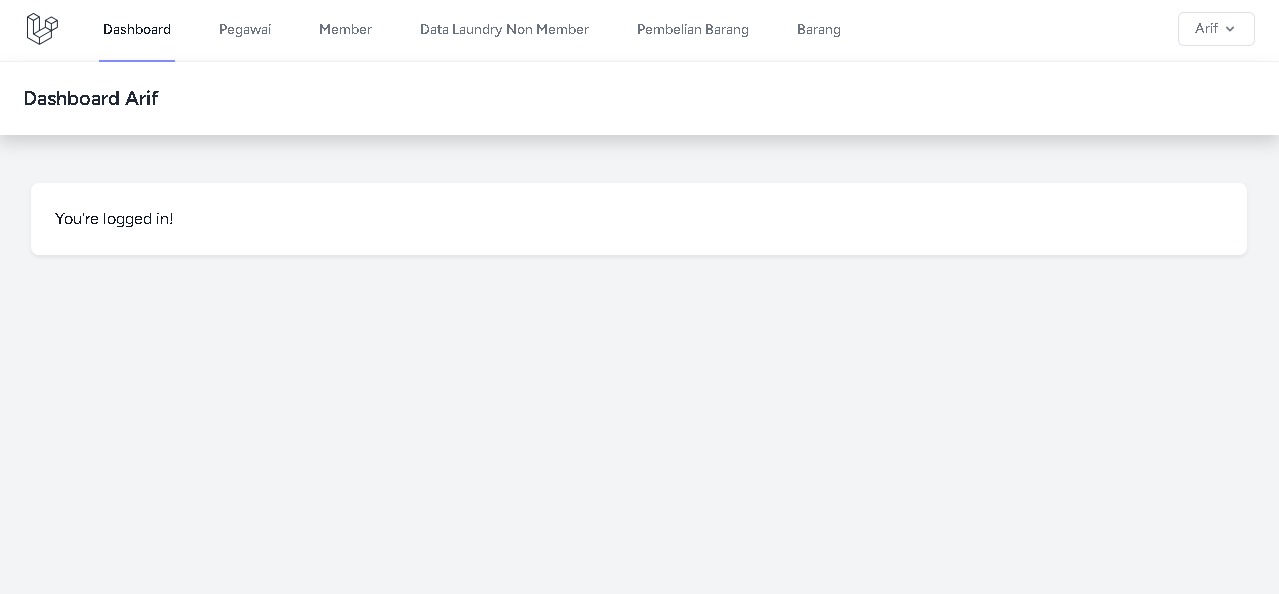 Dashboard Pegawai Member Data Laundry Non Member Pembelian Barang Barang Arif
Dashboard Arif
You're logged in!